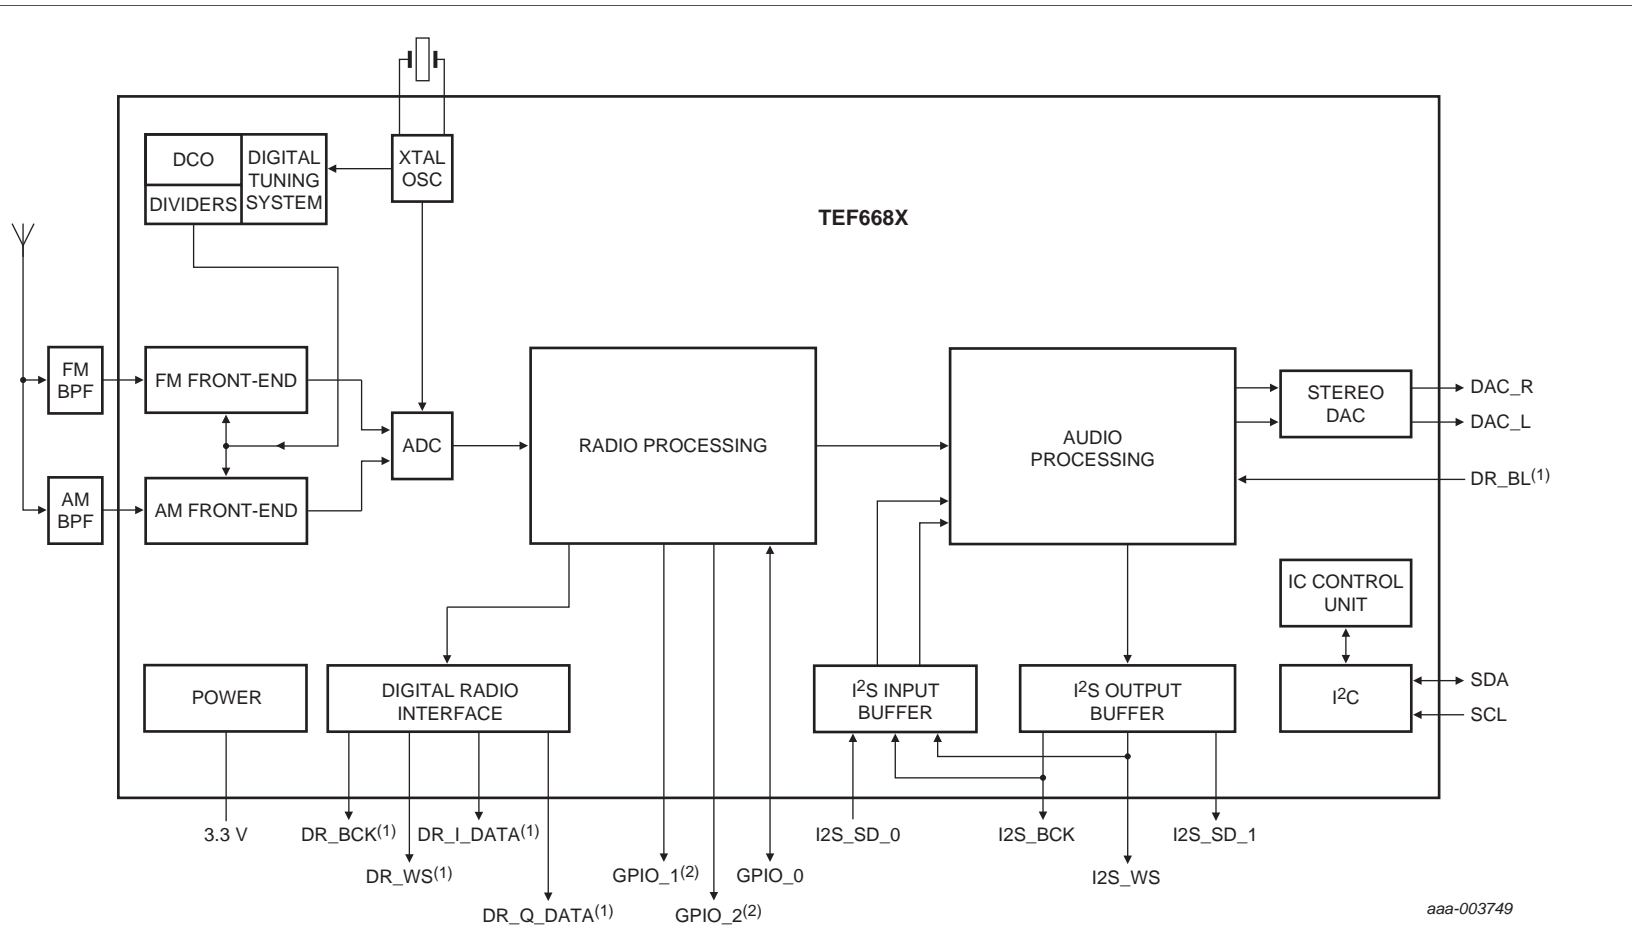 DCO
DIVIDERS
DIGITAL
TUNING
SYSTEM
XTAL
OSC
TEF668X
FM
BPF
FM FRONT-END
AM
BPF
AM FRONT-END
ADC
RADIO PROCESSING
AUDIO
PROCESSING
STEREO
DAC
DAC_R
DAC_L
DR_BL(1)
IC CONTROL
UNIT
I2C
SDA
SCL
POWER
DIGITAL RADIO
INTERFACE
I2S INPUT
BUFFER
I2S OUTPUT
BUFFER
3.3 V
DR_BCK(1)
DR_I_DATA(1)
I2S_SD_0
I2S_BCK
I2S_SD_1
DR_WS(1)
GPIO_1(2)
GPIO_0
I2S_WS
DR_Q_DATA(1)
GPIO_2(2)
aaa-003749